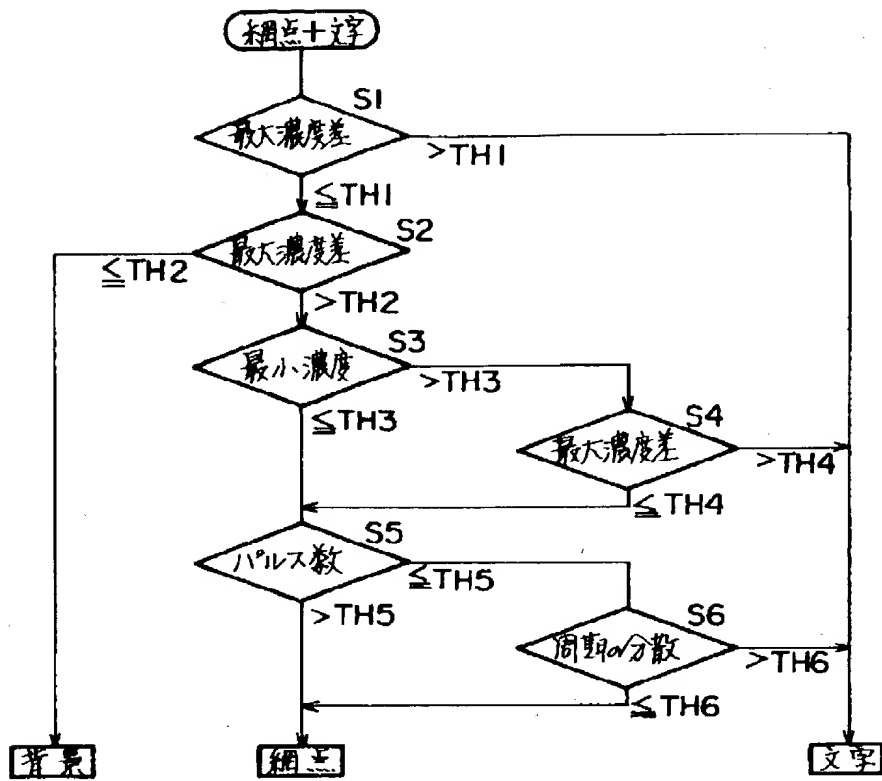 網点+文字
S1
最大濃度差
>TH1
≦TH1
S2
最大濃度差
≦TH2
>TH2
S3
最小濃度
>TH3
≦TH3
S4
最大濃度差
>TH4
≦TH4
S5
パルス数
≦TH5
>TH5
S6
周期の分散
>TH6
≦TH6
背景
網点
文字